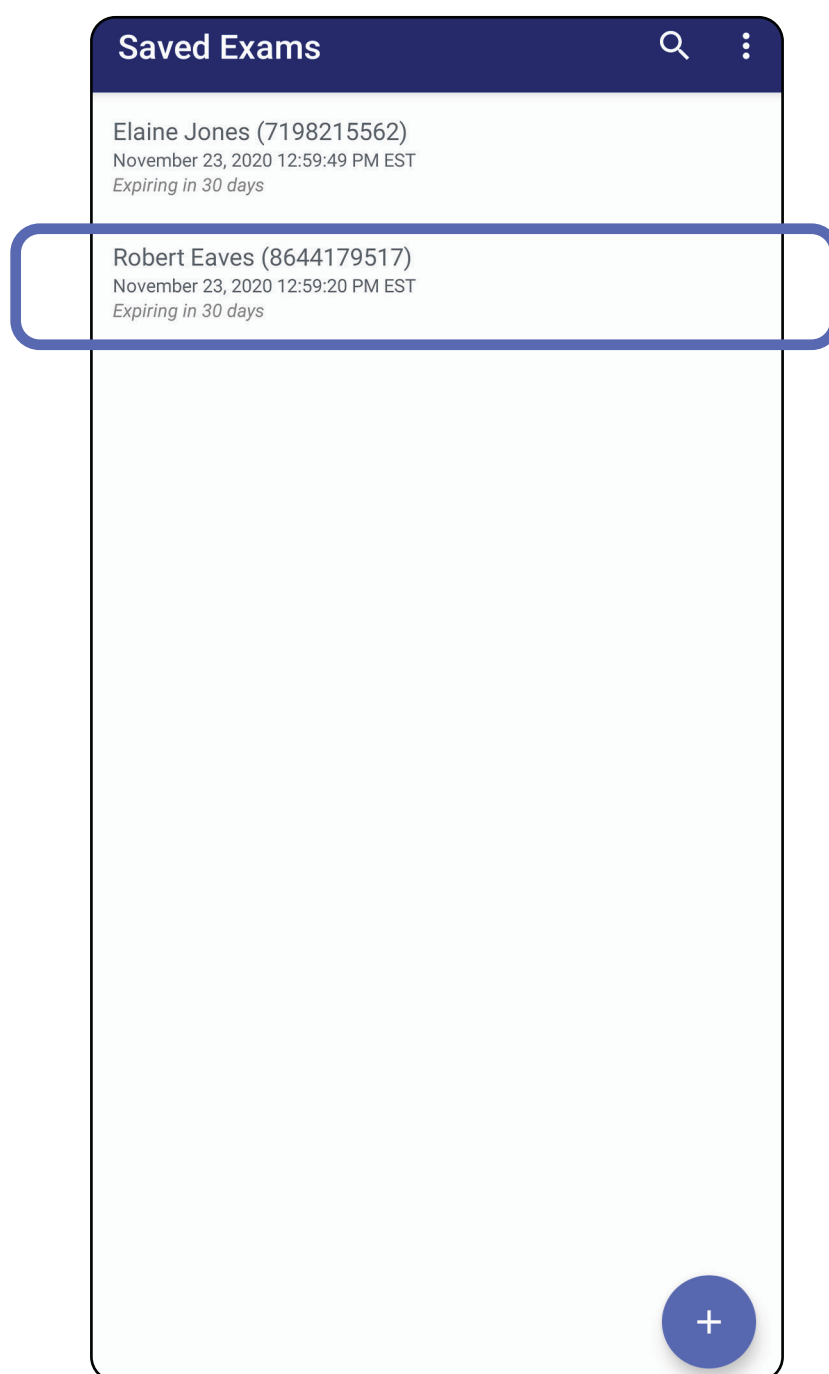 Saved Exams
Elaine Jones (7198215562)
November 23, 2020 12:59:49 PM EST
Expiring in 30 days
Robert Eaves (8644179517)
November 23, 2020 12:59:20 PM EST
Expiring in 30 days
+